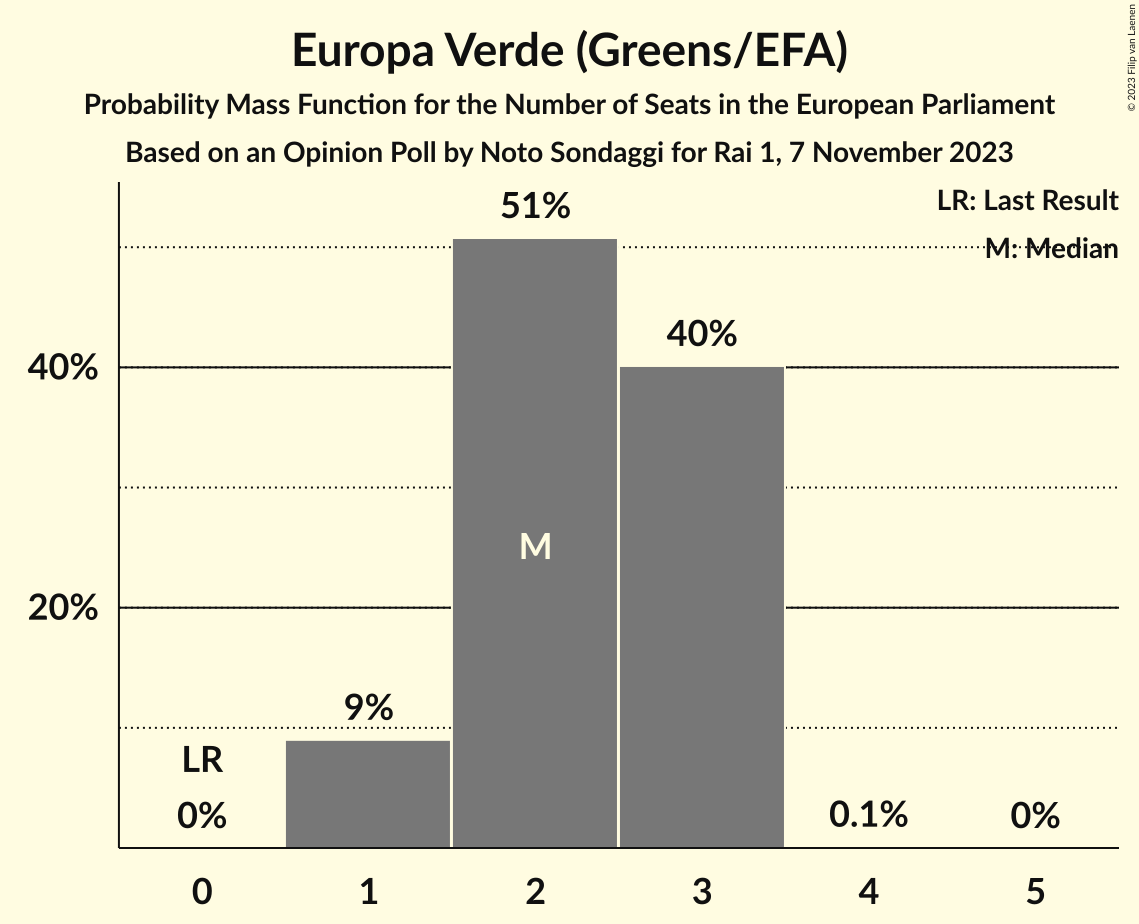 Europa Verde (Greens/EFA)
Probability Mass Function for the Number of Seats in the European Parliament
Based on an Opinion Poll by Noto Sondaggi for Rai 1, 7 November 2023
© 2023 Filip van Laenen
LR: Last Result
M: Median
51%
40%
40%
M
20%
9%
LR
0%
0.1%
0%
0 1 2 3 4 5